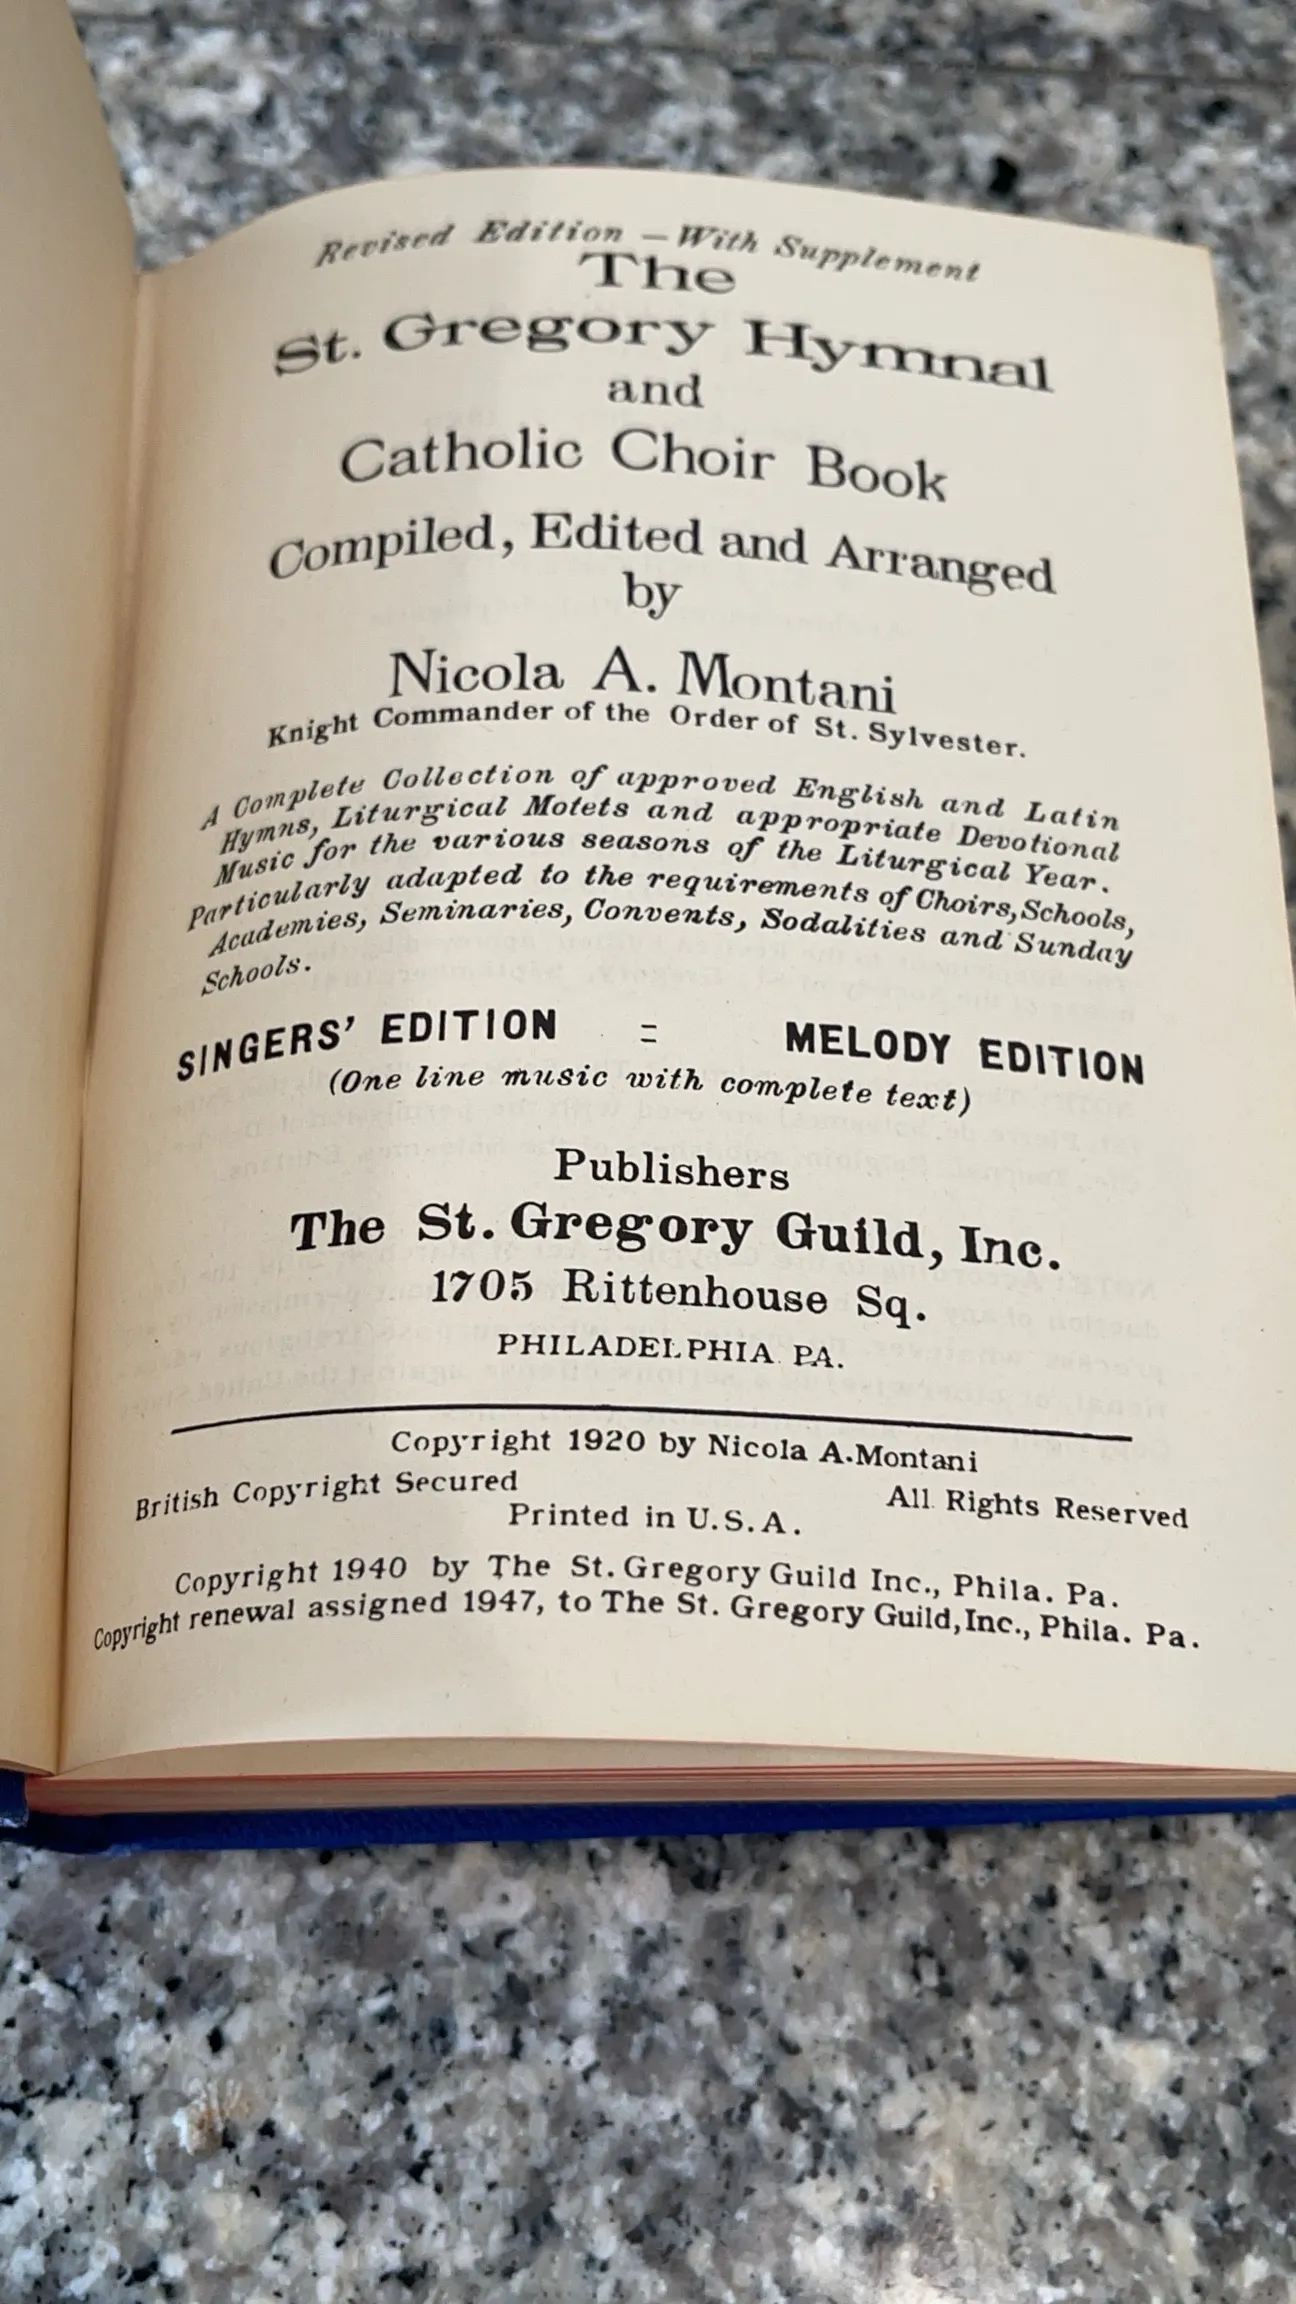 Revised Edition – With Supplement
The
St. Gregory Hymnal
and
Catholic Choir Book
Compiled, Edited and Arranged
by
Nicola A. Montani
Knight Commander of the Order of St. Sylvester.
A Complete Collection of approved English and Latin
Hymns, Liturgical Motets and appropriate Devotional
Music for the various seasons of the Liturgical Year.
Particularly adapted to the requirements of Choirs, Schools,
Academies, Seminaries, Convents, Sodalities and Sunday
Schools.
SINGERS' EDITION = MELODY EDITION
(One line music with complete text)
Publishers
The St. Gregory Guild, Inc.
1705 Rittenhouse Sq.
PHILADELPHIA PA.
Copyright 1920 by Nicola A. Montani
British Copyright Secured All Rights Reserved
Printed in U.S.A.
Copyright 1940 by The St. Gregory Guild Inc., Phila. Pa.
Copyright renewal assigned 1947, to The St. Gregory Guild, Inc., Phila. Pa.